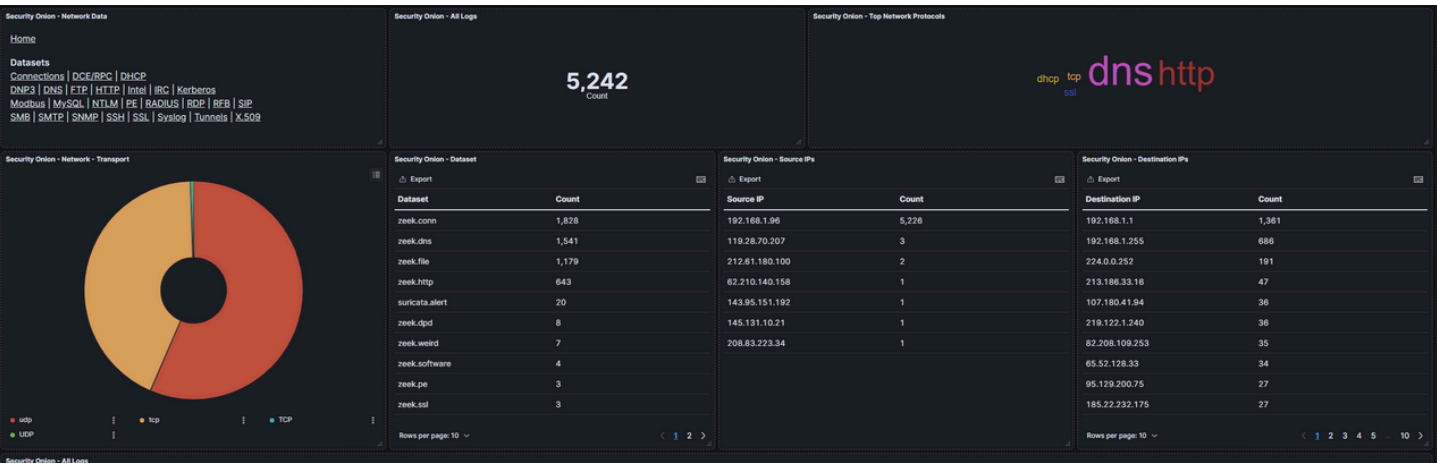 Security Onion - Network Data
Home
Datasets
Connections | DCE/RPC | DHCP
DNP3 | DNS | FTP | HTTP | Intel | IRC | Kerberos
Modbus | MySQL | NTLM | PE | RADIUS | RDP | RFB | SIP
SMB | SMTP | SNMP | SSH | SSL | Syslog | Tunnels | X.509
Security Onion - All Logs
5,242
Count
Security Onion - Top Network Protocols
dhcp tcp dns http
ssl
Security Onion - Network - Transport
udp tcp TCP
UDP
Security Onion - Dataset
Export
Dataset Count
zeek.conn 1,828
zeek.dns 1,541
zeek.file 1,179
zeek.http 643
suricata.alert 20
zeek.dpd 8
zeek.weird 7
zeek.software 4
zeek.pe 3
zeek.ssl 3
Rows per page: 10 1 2
Security Onion - Source IPs
Export
Source IP Count
192.168.1.96 5,226
119.28.70.207 3
212.61.180.100 2
62.210.140.158 1
143.95.151.192 1
145.131.10.21 1
208.83.223.34 1
Security Onion - Destination IPs
Export
Destination IP Count
192.168.1.1 1,361
192.168.1.255 686
224.0.0.252 191
213.186.33.16 47
107.180.41.94 36
219.122.1.240 36
82.208.109.253 35
65.52.128.33 34
95.129.200.75 27
185.22.232.175 27
Rows per page: 10 1 2 3 4 5 ... 10
Security Onion - All Logs